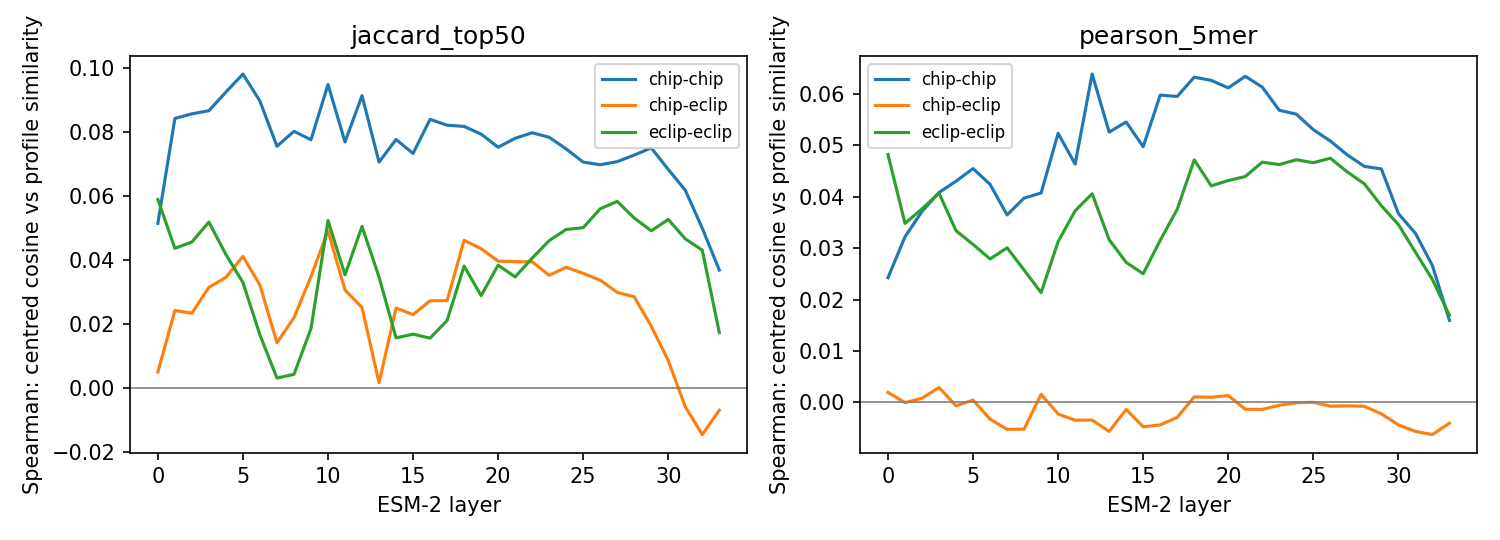 jaccard_top50
Spearman: centred cosine vs profile similarity
0.10
0.08
0.06
0.04
0.02
0.00
−0.02
chip-chip
chip-eclip
eclip-eclip
0 5 10 15 20 25 30
ESM-2 layer
pearson_5mer
Spearman: centred cosine vs profile similarity
0.06
0.05
0.04
0.03
0.02
0.01
0.00
chip-chip
chip-eclip
eclip-eclip
0 5 10 15 20 25 30
ESM-2 layer